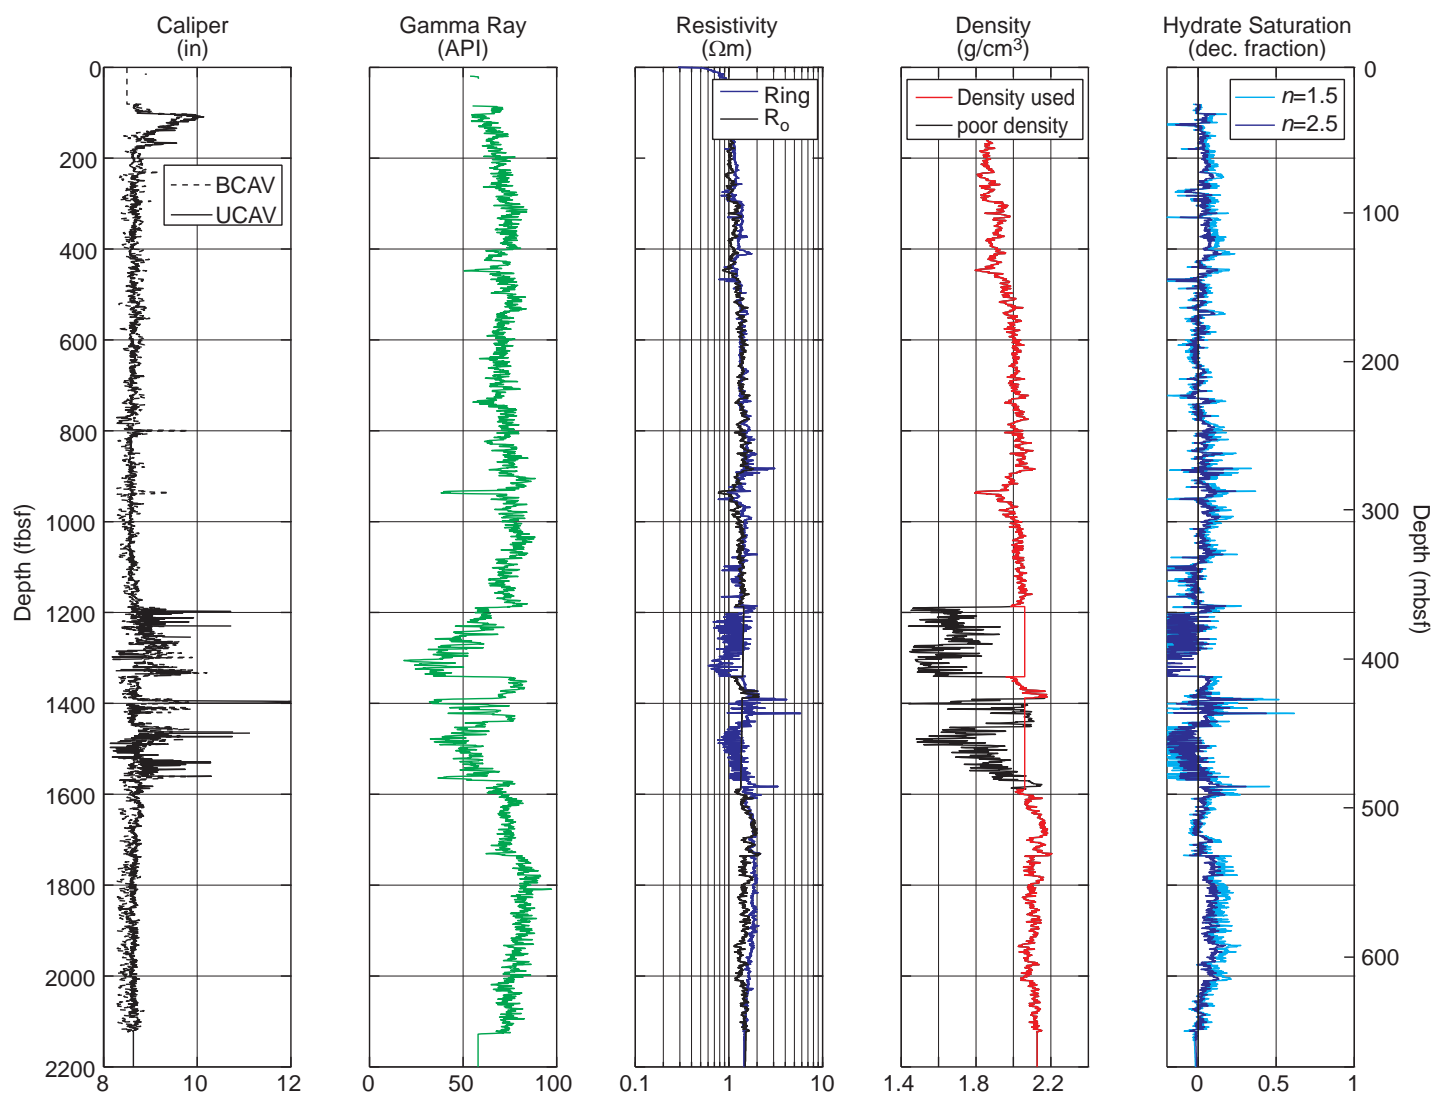 Caliper
(in)
Gamma Ray
(API)
Resistivity
(Ωm)
Density
(g/cm³)
Hydrate Saturation
(dec. fraction)
BCAV
UCAV
Ring
Rₒ
Density used
poor density
n=1.5
n=2.5
Depth (fbsf)
0
200
400
600
800
1000
1200
1400
1600
1800
2000
2200
8 10 12
0 50 100
0.1 1 10
1.4 1.8 2.2
0 0.5 1
0
100
200
300
400
500
600
Depth (mbsf)